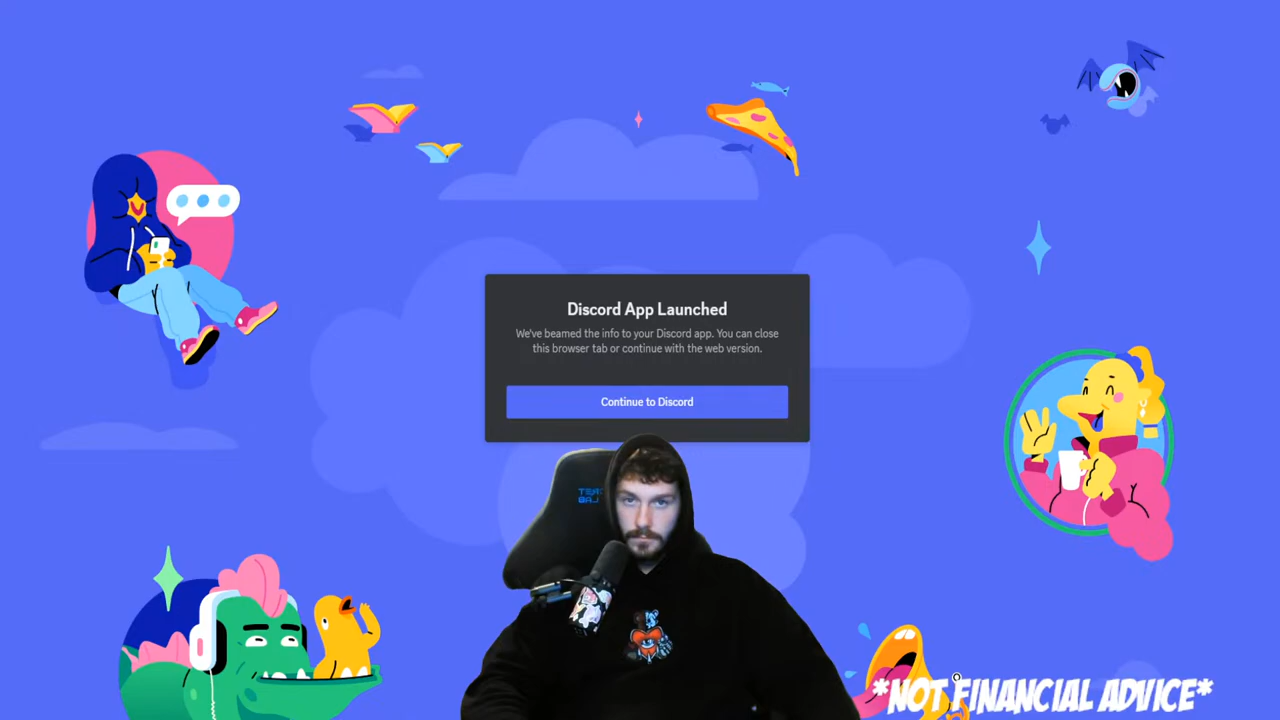 Discord App Launched
We've beamed the info to your Discord app. You can close
this browser tab or continue with the web version.
Continue to Discord
*NOT FINANCIAL ADVICE*